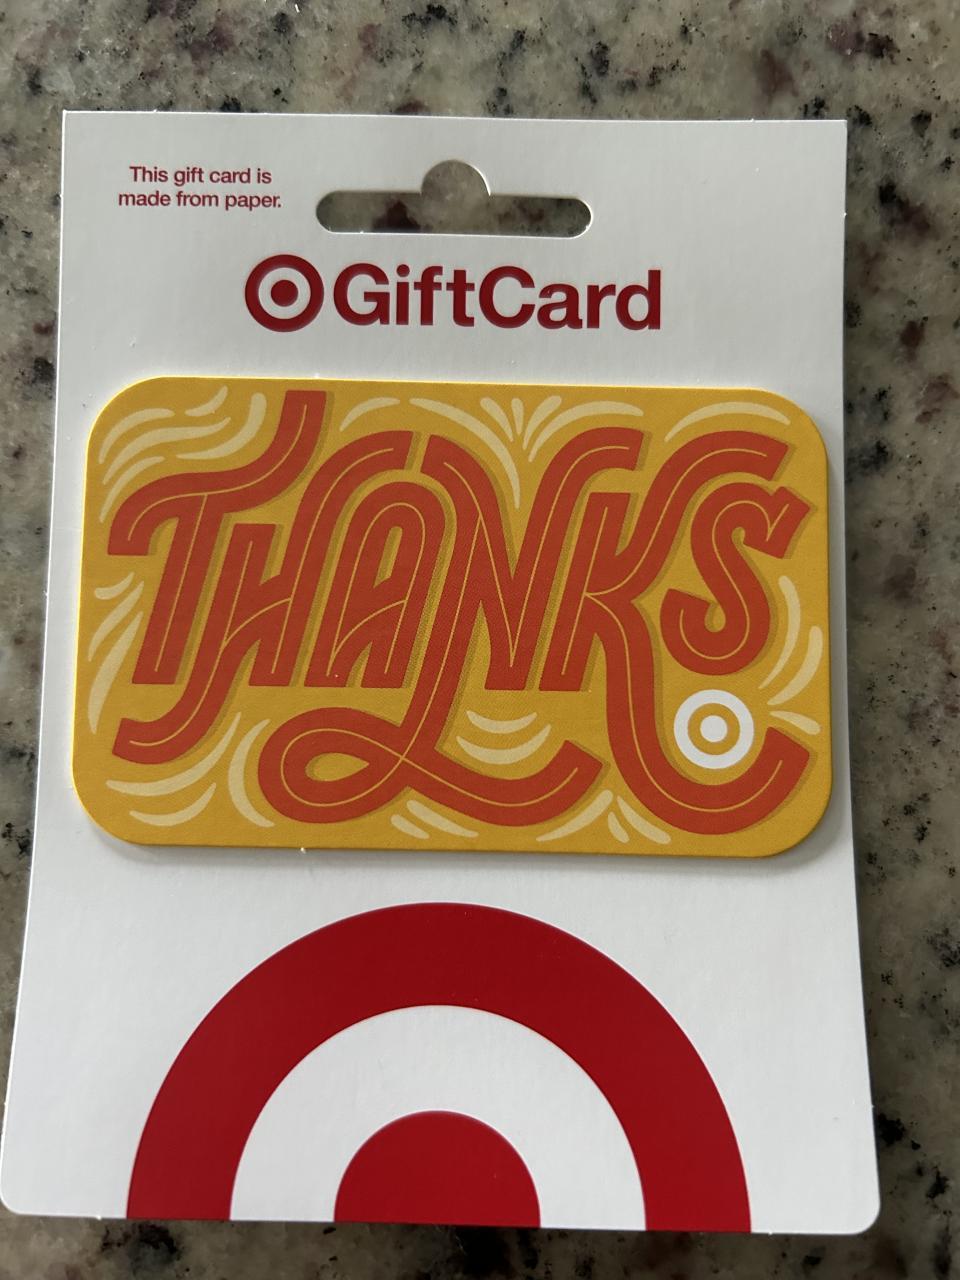 This gift card is
made from paper.
GiftCard
THANKS